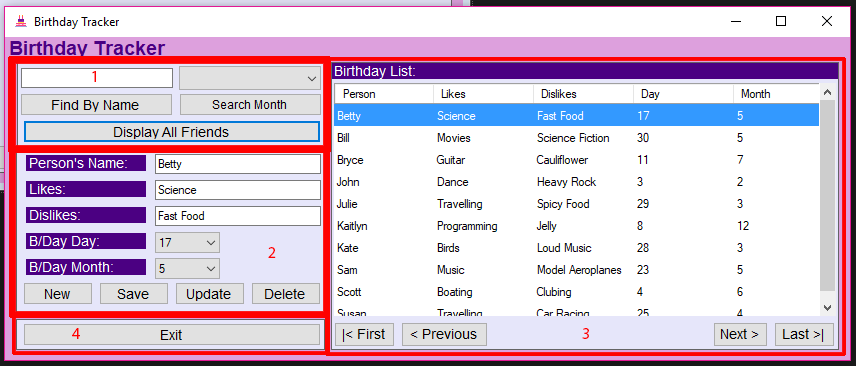 Birthday Tracker
Birthday Tracker
1
Find By Name Search Month
Display All Friends
Person's Name: Betty
Likes: Science
Dislikes: Fast Food
B/Day Day: 17
B/Day Month: 5
2
New Save Update Delete
4 Exit
Birthday List:
Person Likes Dislikes Day Month
Betty Science Fast Food 17 5
Bill Movies Science Fiction 30 5
Bryce Guitar Cauliflower 11 7
John Dance Heavy Rock 3 2
Julie Travelling Spicy Food 29 3
Kaitlyn Programming Jelly 8 12
Kate Birds Loud Music 28 3
Sam Music Model Aeroplanes 23 5
Scott Boating Clubing 4 6
Susan Travelling Car Racing 25 4
|< First < Previous 3 Next > Last >|